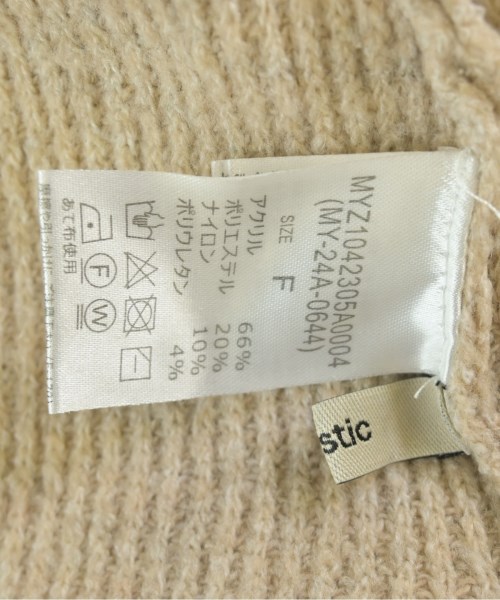 MYZ1042305A0004
(MY-24A-0644)
SIZE F
アクリル 66%
ポリエステル 20%
ナイロン 10%
ポリウレタン 4%
F W
あて布使用
stic